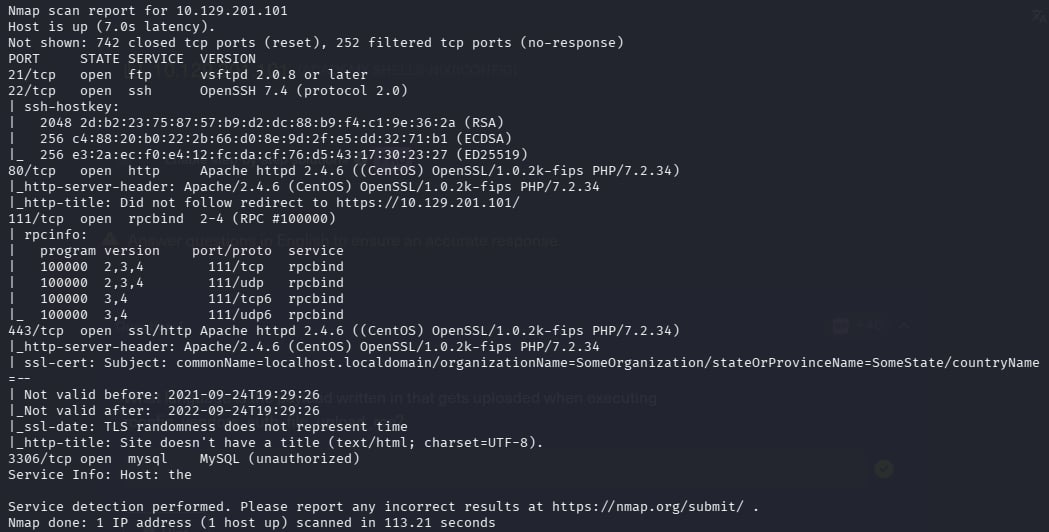 Nmap scan report for 10.129.201.101
Host is up (7.0s latency).
Not shown: 742 closed tcp ports (reset), 252 filtered tcp ports (no-response)
PORT     STATE SERVICE  VERSION
21/tcp   open  ftp      vsftpd 2.0.8 or later
22/tcp   open  ssh      OpenSSH 7.4 (protocol 2.0)
| ssh-hostkey:
|   2048 2d:b2:23:75:87:57:b9:d2:dc:88:b9:f4:c1:9e:36:2a (RSA)
|   256 c4:88:20:b0:22:2b:66:d0:8e:9d:2f:e5:dd:32:71:b1 (ECDSA)
|_  256 e3:2a:ec:f0:e4:12:fc:da:cf:76:d5:43:17:30:23:27 (ED25519)
80/tcp   open  http     Apache httpd 2.4.6 ((CentOS) OpenSSL/1.0.2k-fips PHP/7.2.34)
|_http-server-header: Apache/2.4.6 (CentOS) OpenSSL/1.0.2k-fips PHP/7.2.34
|_http-title: Did not follow redirect to https://10.129.201.101/
111/tcp  open  rpcbind  2-4 (RPC #100000)
| rpcinfo:
Answer questions in English to ensure an accurate response.
|   program version    port/proto  service
|   100000  2,3,4        111/tcp   rpcbind
|   100000  2,3,4        111/udp   rpcbind
|   100000  3,4          111/tcp6  rpcbind
|_  100000  3,4          111/udp6  rpcbind
443/tcp  open  ssl/http Apache httpd 2.4.6 ((CentOS) OpenSSL/1.0.2k-fips PHP/7.2.34)
|_http-server-header: Apache/2.4.6 (CentOS) OpenSSL/1.0.2k-fips PHP/7.2.34
| ssl-cert: Subject: commonName=localhost.localdomain/organizationName=SomeOrganization/stateOrProvinceName=SomeState/countryName
=--
| Not valid before: 2021-09-24T19:29:26
written in that gets uploaded when executing
|_Not valid after:  2022-09-24T19:29:26
|_ssl-date: TLS randomness does not represent time
|_http-title: Site doesn't have a title (text/html; charset=UTF-8).
3306/tcp open  mysql    MySQL (unauthorized)
Service Info: Host: the
Service detection performed. Please report any incorrect results at https://nmap.org/submit/ .
Nmap done: 1 IP address (1 host up) scanned in 113.21 seconds